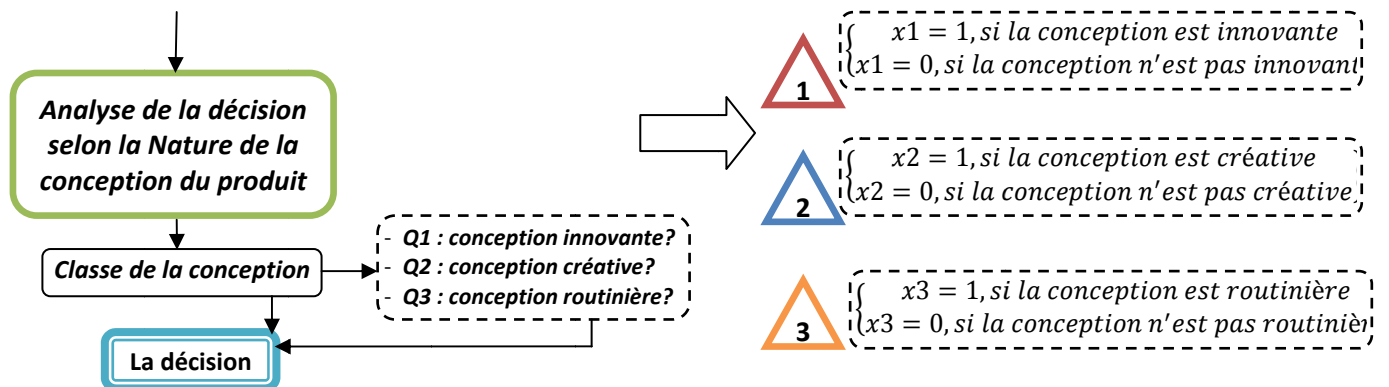 Analyse de la décision
selon la Nature de la
conception du produit
Classe de la conception
- Q1 : conception innovante?
- Q2 : conception créative?
- Q3 : conception routinière?
La décision
1
x1 = 1, si la conception est innovante
x1 = 0, si la conception n'est pas innovant
2
x2 = 1, si la conception est créative
x2 = 0, si la conception n'est pas créative
3
x3 = 1, si la conception est routinière
x3 = 0, si la conception n'est pas routinièr